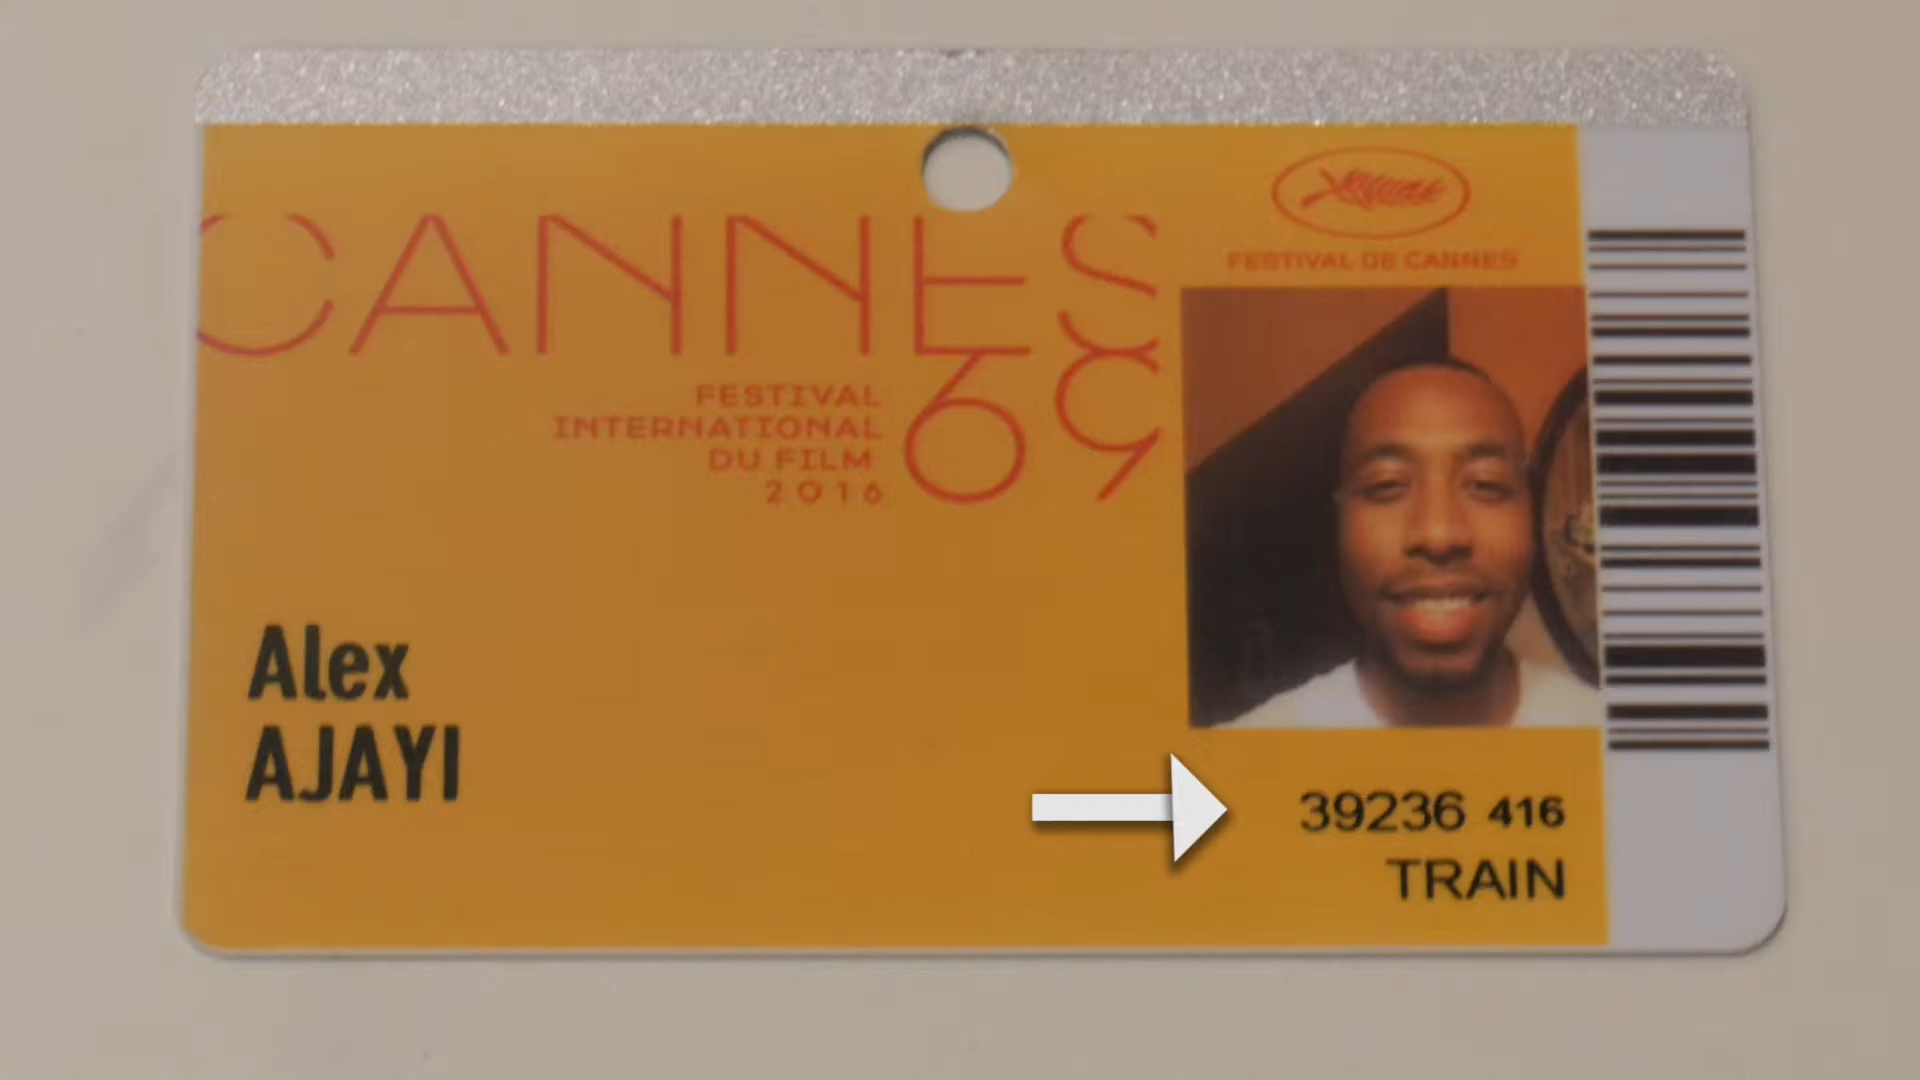 CANNES
69
FESTIVAL
INTERNATIONAL
DU FILM
2016
FESTIVAL DE CANNES
Alex
AJAYI
39236 416
TRAIN